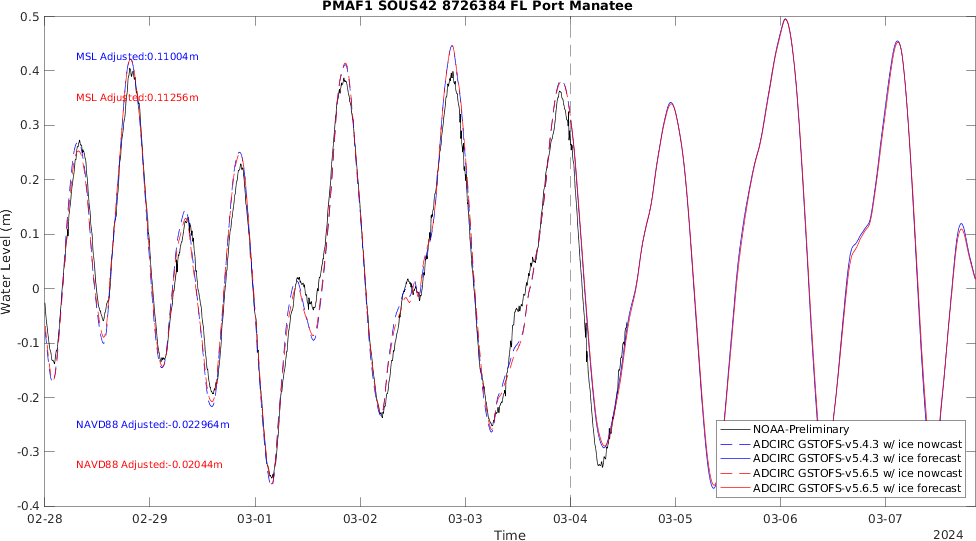 PMAF1 SOUS42 8726384 FL Port Manatee
0.5
0.4
0.3
0.2
0.1
0
-0.1
-0.2
-0.3
-0.4
Water Level (m)
MSL Adjusted:0.11004m
MSL Adjusted:0.11256m
NAVD88 Adjusted:-0.022964m
NAVD88 Adjusted:-0.02044m
NOAA-Preliminary
ADCIRC GSTOFS-v5.4.3 w/ ice nowcast
ADCIRC GSTOFS-v5.4.3 w/ ice forecast
ADCIRC GSTOFS-v5.6.5 w/ ice nowcast
ADCIRC GSTOFS-v5.6.5 w/ ice forecast
02-28 02-29 03-01 03-02 03-03 03-04 03-05 03-06 03-07
Time
2024